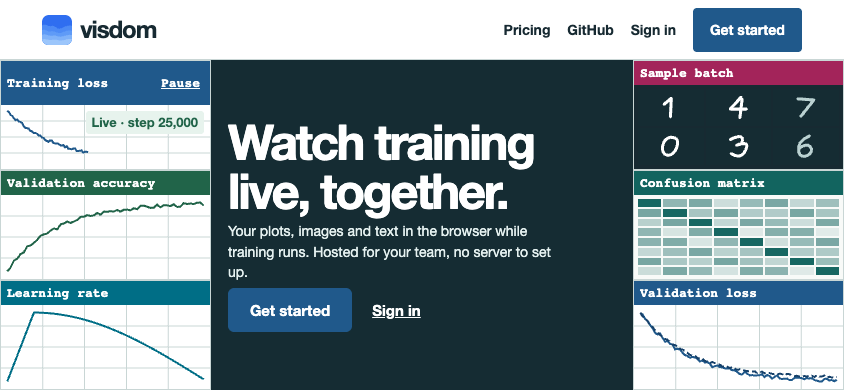 visdom
Pricing GitHub Sign in Get started
Training loss Pause
Live · step 25,000
Validation accuracy
Learning rate
Watch training
live, together.
Your plots, images and text in the browser while
training runs. Hosted for your team, no server to set
up.
Get started Sign in
Sample batch
1 4 7
0 3 6
Confusion matrix
Validation loss